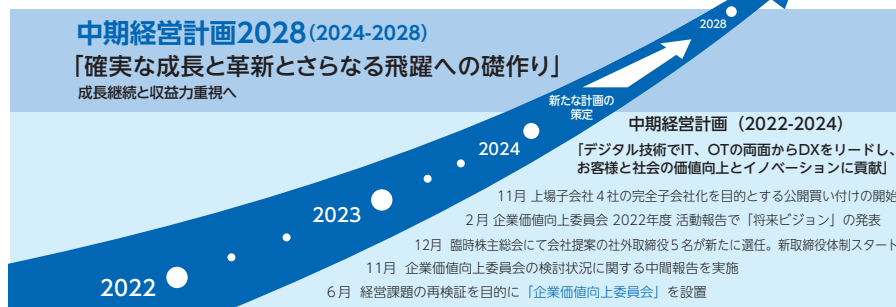 中期経営計画2028(2024-2028)
「確実な成長と革新とさらなる飛躍への礎作り」
成長継続と収益力重視へ
2028
新たな計画の
策定
中期経営計画（2022-2024）
「デジタル技術でIT、OTの両面からDXをリードし、
お客様と社会の価値向上とイノベーションに貢献」
2024
11月 上場子会社４社の完全子会社化を目的とする公開買い付けの開始
2月 企業価値向上委員会 2022年度 活動報告で「将来ビジョン」の発表
2023
12月 臨時株主総会にて会社提案の社外取締役５名が新たに選任。新取締役体制スタート
11月 企業価値向上委員会の検討状況に関する中間報告を実施
2022
6月 経営課題の再検証を目的に「企業価値向上委員会」を設置